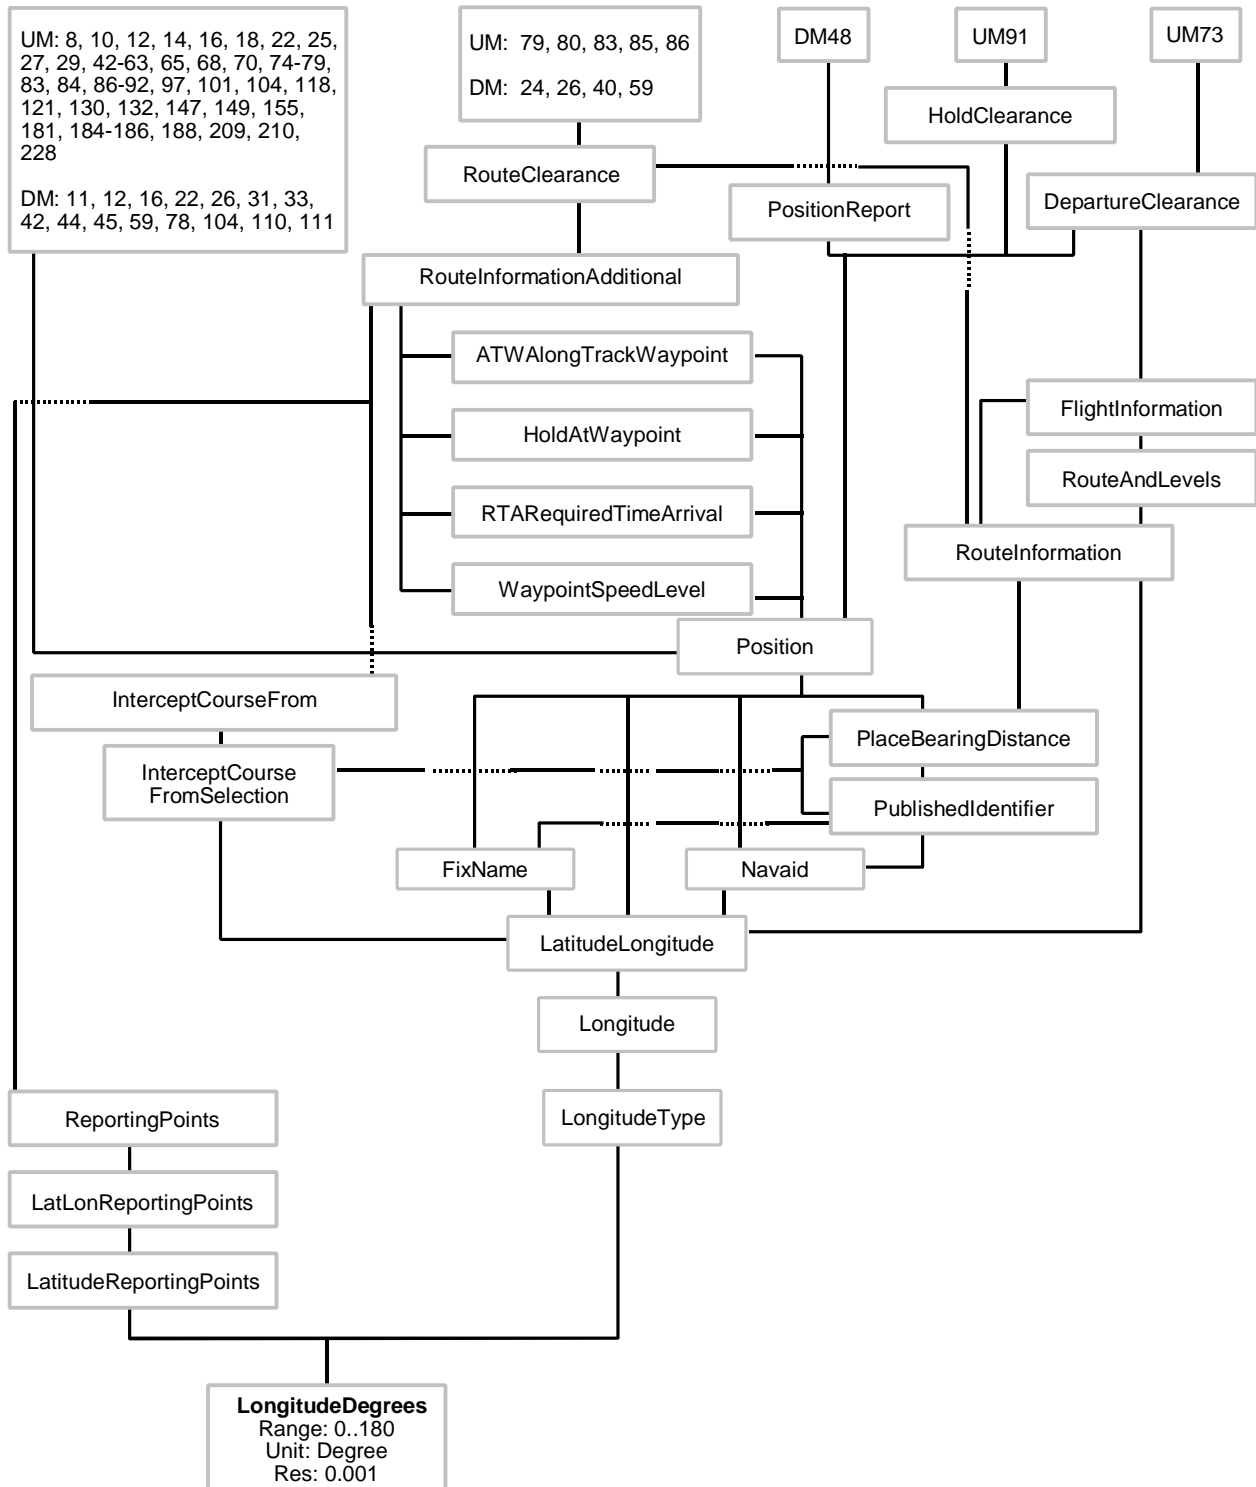 UM: 8, 10, 12, 14, 16, 18, 22, 25,
27, 29, 42-63, 65, 68, 70, 74-79,
83, 84, 86-92, 97, 101, 104, 118,
121, 130, 132, 147, 149, 155,
181, 184-186, 188, 209, 210,
228
DM: 11, 12, 16, 22, 26, 31, 33,
42, 44, 45, 59, 78, 104, 110, 111
UM: 79, 80, 83, 85, 86
DM: 24, 26, 40, 59
DM48
UM91
UM73
HoldClearance
RouteClearance
PositionReport
DepartureClearance
RouteInformationAdditional
ATWAlongTrackWaypoint
FlightInformation
HoldAtWaypoint
RouteAndLevels
RTARequiredTimeArrival
RouteInformation
WaypointSpeedLevel
Position
InterceptCourseFrom
PlaceBearingDistance
InterceptCourse
FromSelection
PublishedIdentifier
FixName
Navaid
LatitudeLongitude
Longitude
ReportingPoints
LongitudeType
LatLonReportingPoints
LatitudeReportingPoints
LongitudeDegrees
Range: 0..180
Unit: Degree
Res: 0.001